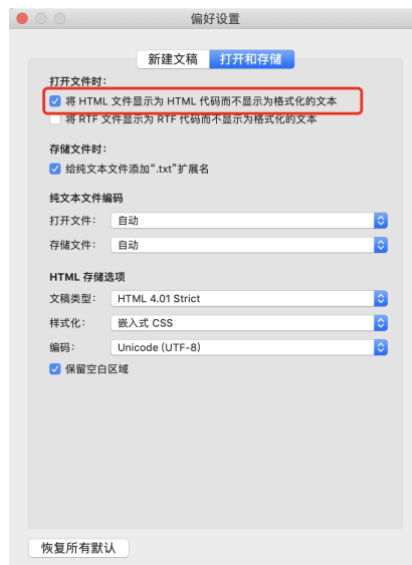 偏好设置
新建文稿 打开和存储
打开文件时:
将 HTML 文件显示为 HTML 代码而不显示为格式化的文本
将 RTF 文件显示为 RTF 代码而不显示为格式化的文本
存储文件时:
给纯文本文件添加“.txt”扩展名
纯文本文件编码
打开文件: 自动
存储文件: 自动
HTML 存储选项
文稿类型: HTML 4.01 Strict
样式化: 嵌入式 CSS
编码: Unicode (UTF-8)
保留空白区域
恢复所有默认